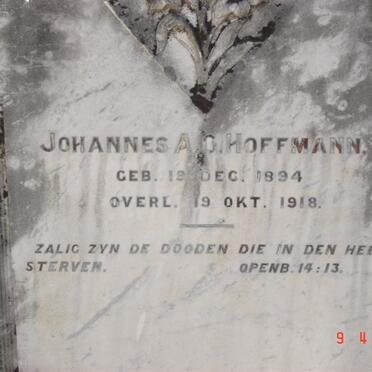 JOHANNES A. C. HOFFMANN.
GEB. 19 DEC. 1894
OVERL. 19 OKT. 1918.
ZALIG ZYN DE DOODEN DIE IN DEN HEE
STERVEN. OPENB. 14:13.
9 4